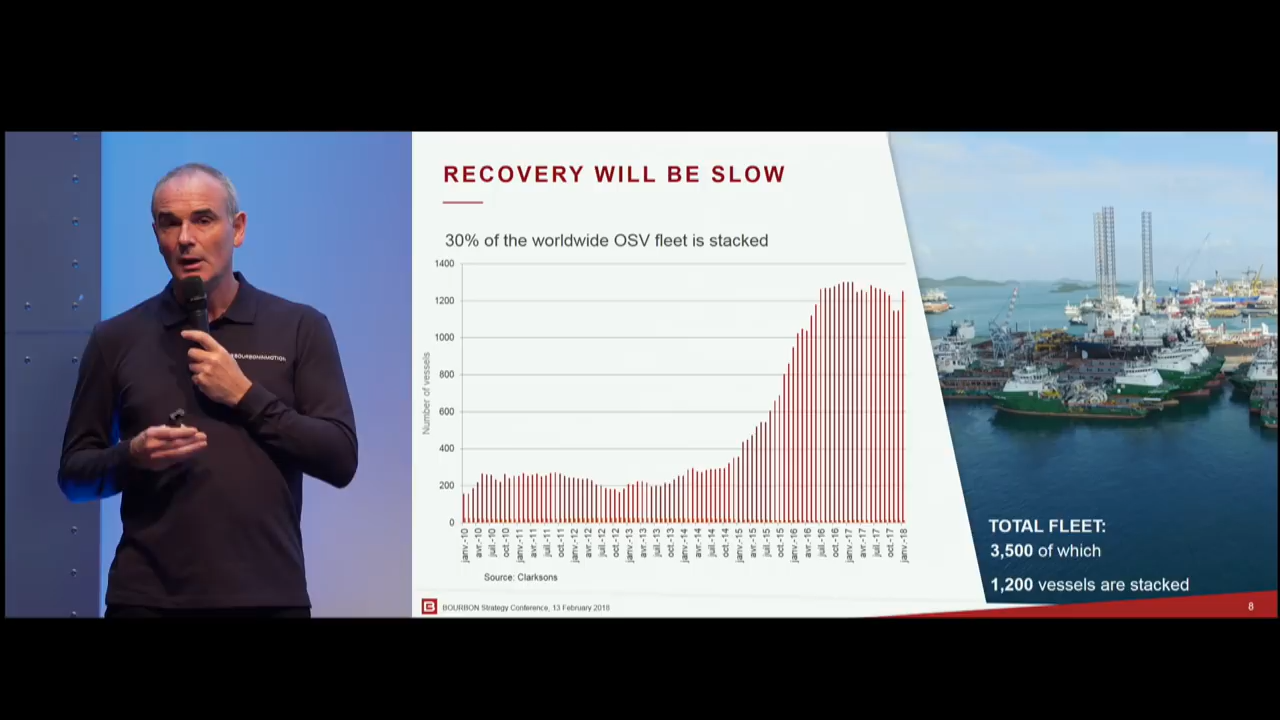 RECOVERY WILL BE SLOW
30% of the worldwide OSV fleet is stacked
1400
1200
1000
800
600
400
200
0
Number of vessels
janv.-10
avr.-10
juil.-10
oct.-10
janv.-11
avr.-11
juil.-11
oct.-11
janv.-12
avr.-12
juil.-12
oct.-12
janv.-13
avr.-13
juil.-13
oct.-13
janv.-14
avr.-14
juil.-14
oct.-14
janv.-15
avr.-15
juil.-15
oct.-15
janv.-16
avr.-16
juil.-16
oct.-16
janv.-17
avr.-17
juil.-17
oct.-17
janv.-18
Source: Clarksons
BOURBON Strategy Conference, 13 February 2018
TOTAL FLEET:
3,500 of which
1,200 vessels are stacked
8
#BOURBONINMOTION